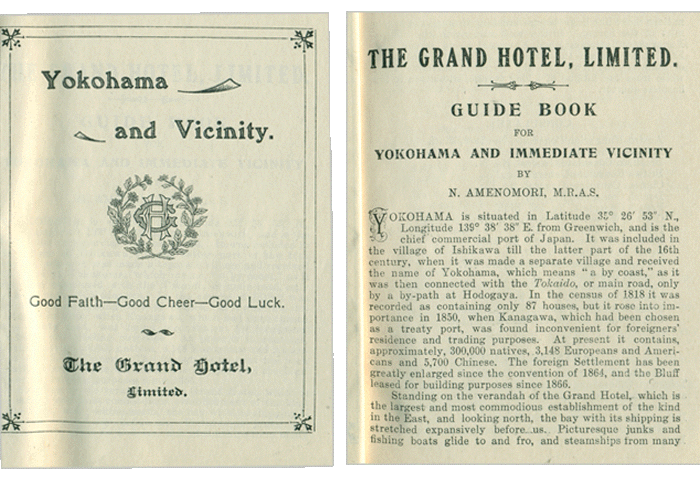 Yokohama
and Vicinity.
GH
Good Faith—Good Cheer—Good Luck.
The Grand Hotel,
Limited.
THE GRAND HOTEL, LIMITED.
GUIDE BOOK
FOR
YOKOHAMA AND IMMEDIATE VICINITY
BY
N. AMENOMORI, M.R.A.S.
YOKOHAMA is situated in Latitude 35° 26' 53" N.,
Longitude 139° 38' 38" E. from Greenwich, and is the
chief commercial port of Japan. It was included in
the village of Ishikawa till the latter part of the 16th
century, when it was made a separate village and received
the name of Yokohama, which means "a by coast," as it
was then connected with the Tokaido, or main road, only
by a by-path at Hodogaya. In the census of 1818 it was
recorded as containing only 87 houses, but it rose into im-
portance in 1850, when Kanagawa, which had been chosen
as a treaty port, was found inconvenient for foreigners'
residence and trading purposes. At present it contains,
approximately, 300,000 natives, 3,148 Europeans and Ameri-
cans and 5,700 Chinese. The foreign Settlement has been
greatly enlarged since the convention of 1864, and the Bluff
leased for building purposes since 1866.
Standing on the verandah of the Grand Hotel, which is
the largest and most commodious establishment of the kind
in the East, and looking north, the bay with its shipping is
stretched expansively before us. Picturesque junks and
fishing boats glide to and fro, and steamships from many